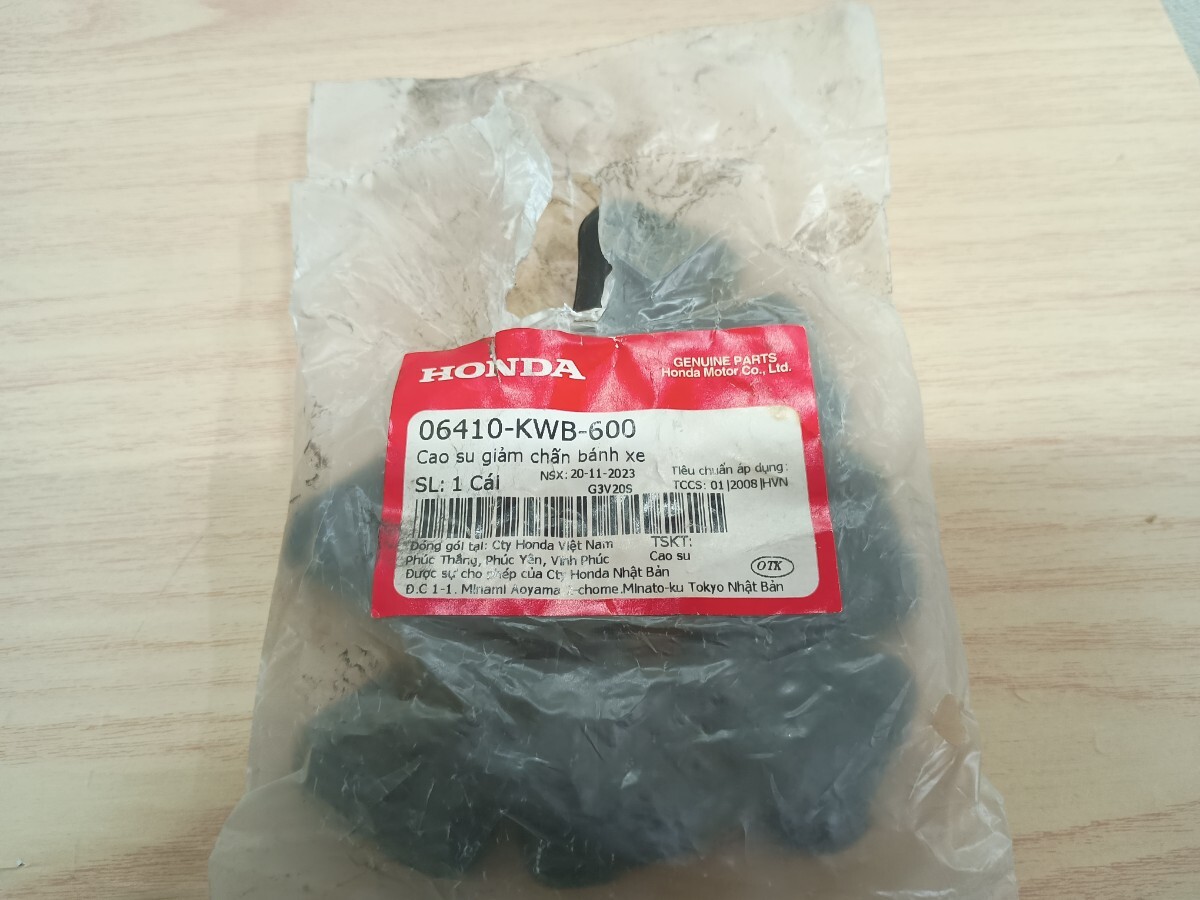 HONDA
GENUINE PARTS
Honda Motor Co., Ltd.
06410-KWB-600
Cao su giảm chấn bánh xe
SL: 1 Cái
NSX: 20-11-2023
G3V20S
Tiêu chuẩn áp dụng:
TCCS: 01|2008|HVN
Đóng gói tại: Cty Honda Việt Nam
Phúc Thắng, Phúc Yên, Vĩnh Phúc
Được sự cho phép của Cty Honda Nhật Bản
Đ.C 1-1. Minami Aoyama -chome.Minato-ku Tokyo Nhật Bản
TSKT:
Cao su
OTK